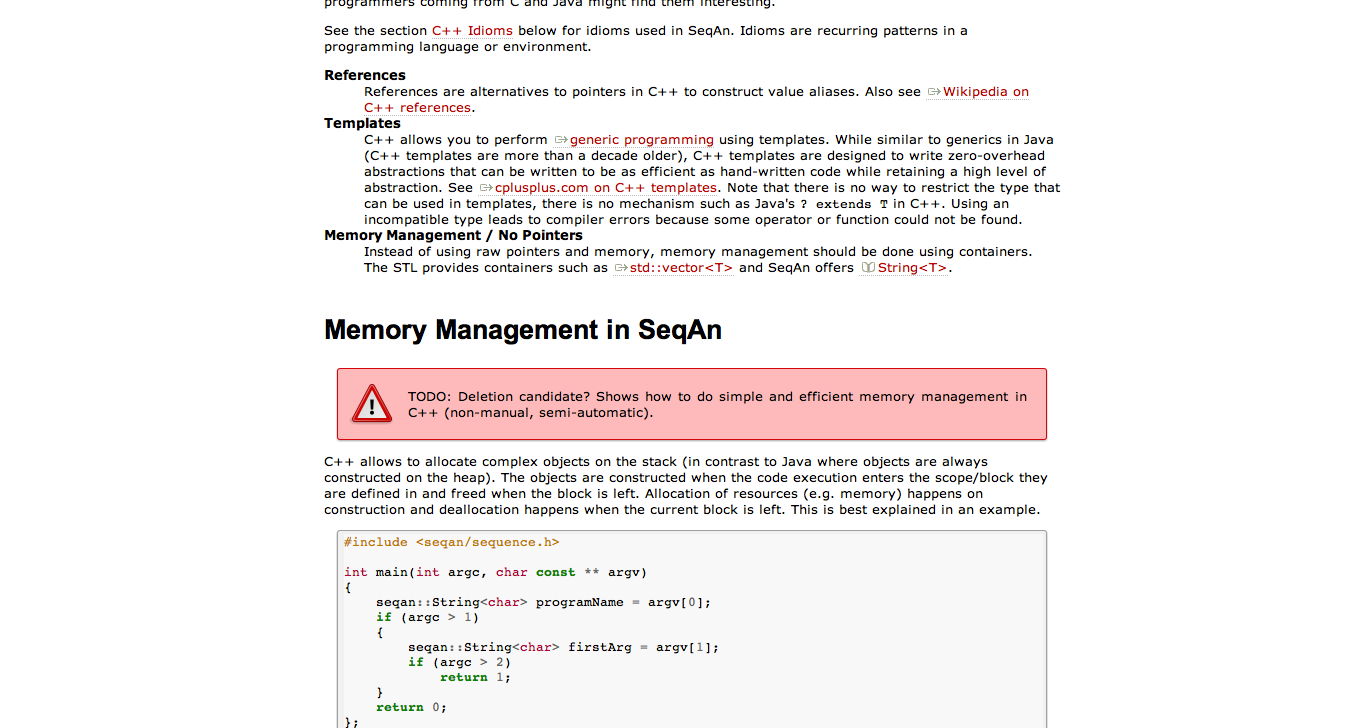 programmers coming from C and Java might find them interesting.
See the section C++ Idioms below for idioms used in SeqAn. Idioms are recurring patterns in a
programming language or environment.
References
References are alternatives to pointers in C++ to construct value aliases. Also see Wikipedia on
C++ references.
Templates
C++ allows you to perform generic programming using templates. While similar to generics in Java
(C++ templates are more than a decade older), C++ templates are designed to write zero-overhead
abstractions that can be written to be as efficient as hand-written code while retaining a high level of
abstraction. See cplusplus.com on C++ templates. Note that there is no way to restrict the type that
can be used in templates, there is no mechanism such as Java's ? extends T in C++. Using an
incompatible type leads to compiler errors because some operator or function could not be found.
Memory Management / No Pointers
Instead of using raw pointers and memory, memory management should be done using containers.
The STL provides containers such as std::vector<T> and SeqAn offers String<T>.
Memory Management in SeqAn
TODO: Deletion candidate? Shows how to do simple and efficient memory management in
C++ (non-manual, semi-automatic).
C++ allows to allocate complex objects on the stack (in contrast to Java where objects are always
constructed on the heap). The objects are constructed when the code execution enters the scope/block they
are defined in and freed when the block is left. Allocation of resources (e.g. memory) happens on
construction and deallocation happens when the current block is left. This is best explained in an example.
#include <seqan/sequence.h>
int main(int argc, char const ** argv)
{
seqan::String<char> programName = argv[0];
if (argc > 1)
{
seqan::String<char> firstArg = argv[1];
if (argc > 2)
return 1;
}
return 0;
};